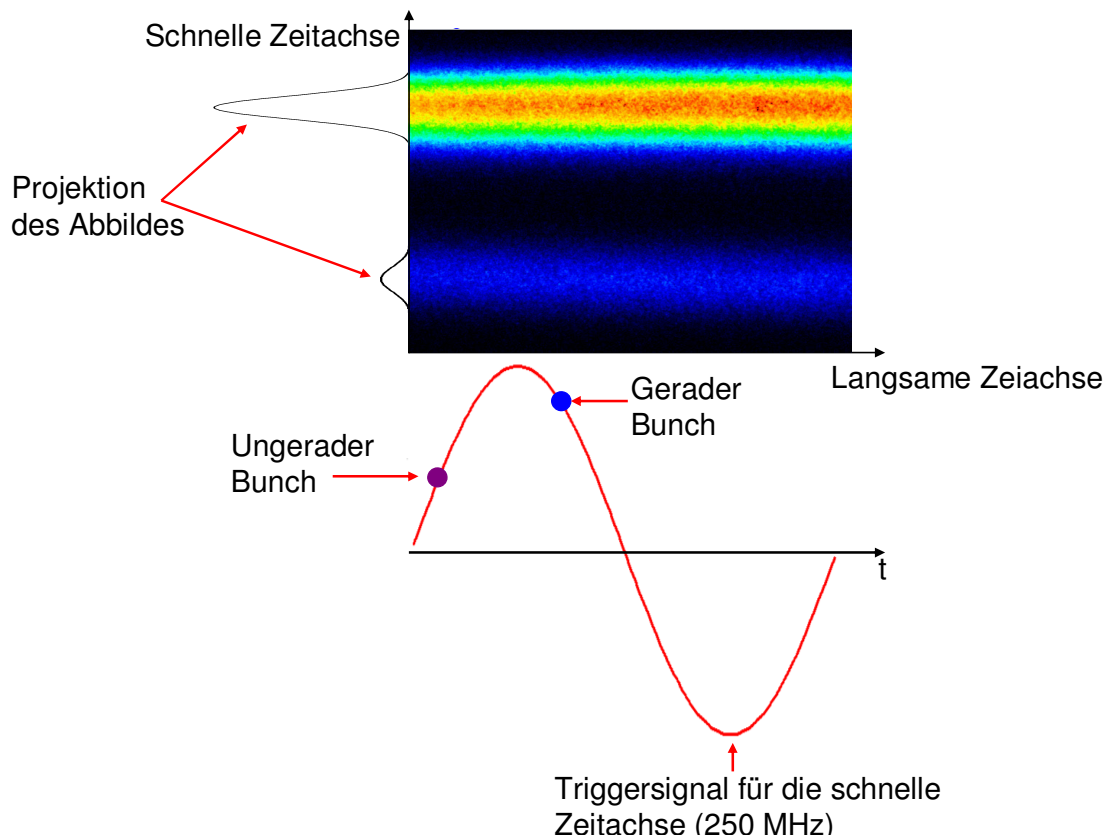 Schnelle Zeitachse
Projektion
des Abbildes
Langsame Zeiachse
Gerader
Bunch
Ungerader
Bunch
t
Triggersignal für die schnelle
Zeitachse (250 MHz)